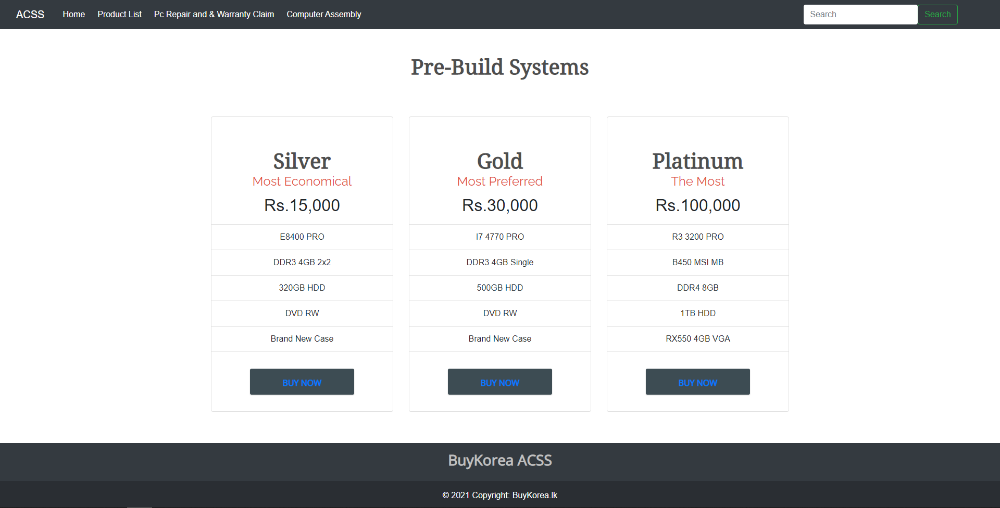 ACSS Home Product List Pc Repair and & Warranty Claim Computer Assembly Search Search
Pre-Build Systems
Silver
Most Economical
Rs.15,000
E8400 PRO
DDR3 4GB 2x2
320GB HDD
DVD RW
Brand New Case
BUY NOW
Gold
Most Preferred
Rs.30,000
I7 4770 PRO
DDR3 4GB Single
500GB HDD
DVD RW
Brand New Case
BUY NOW
Platinum
The Most
Rs.100,000
R3 3200 PRO
B450 MSI MB
DDR4 8GB
1TB HDD
RX550 4GB VGA
BUY NOW
BuyKorea ACSS
© 2021 Copyright: BuyKorea.lk